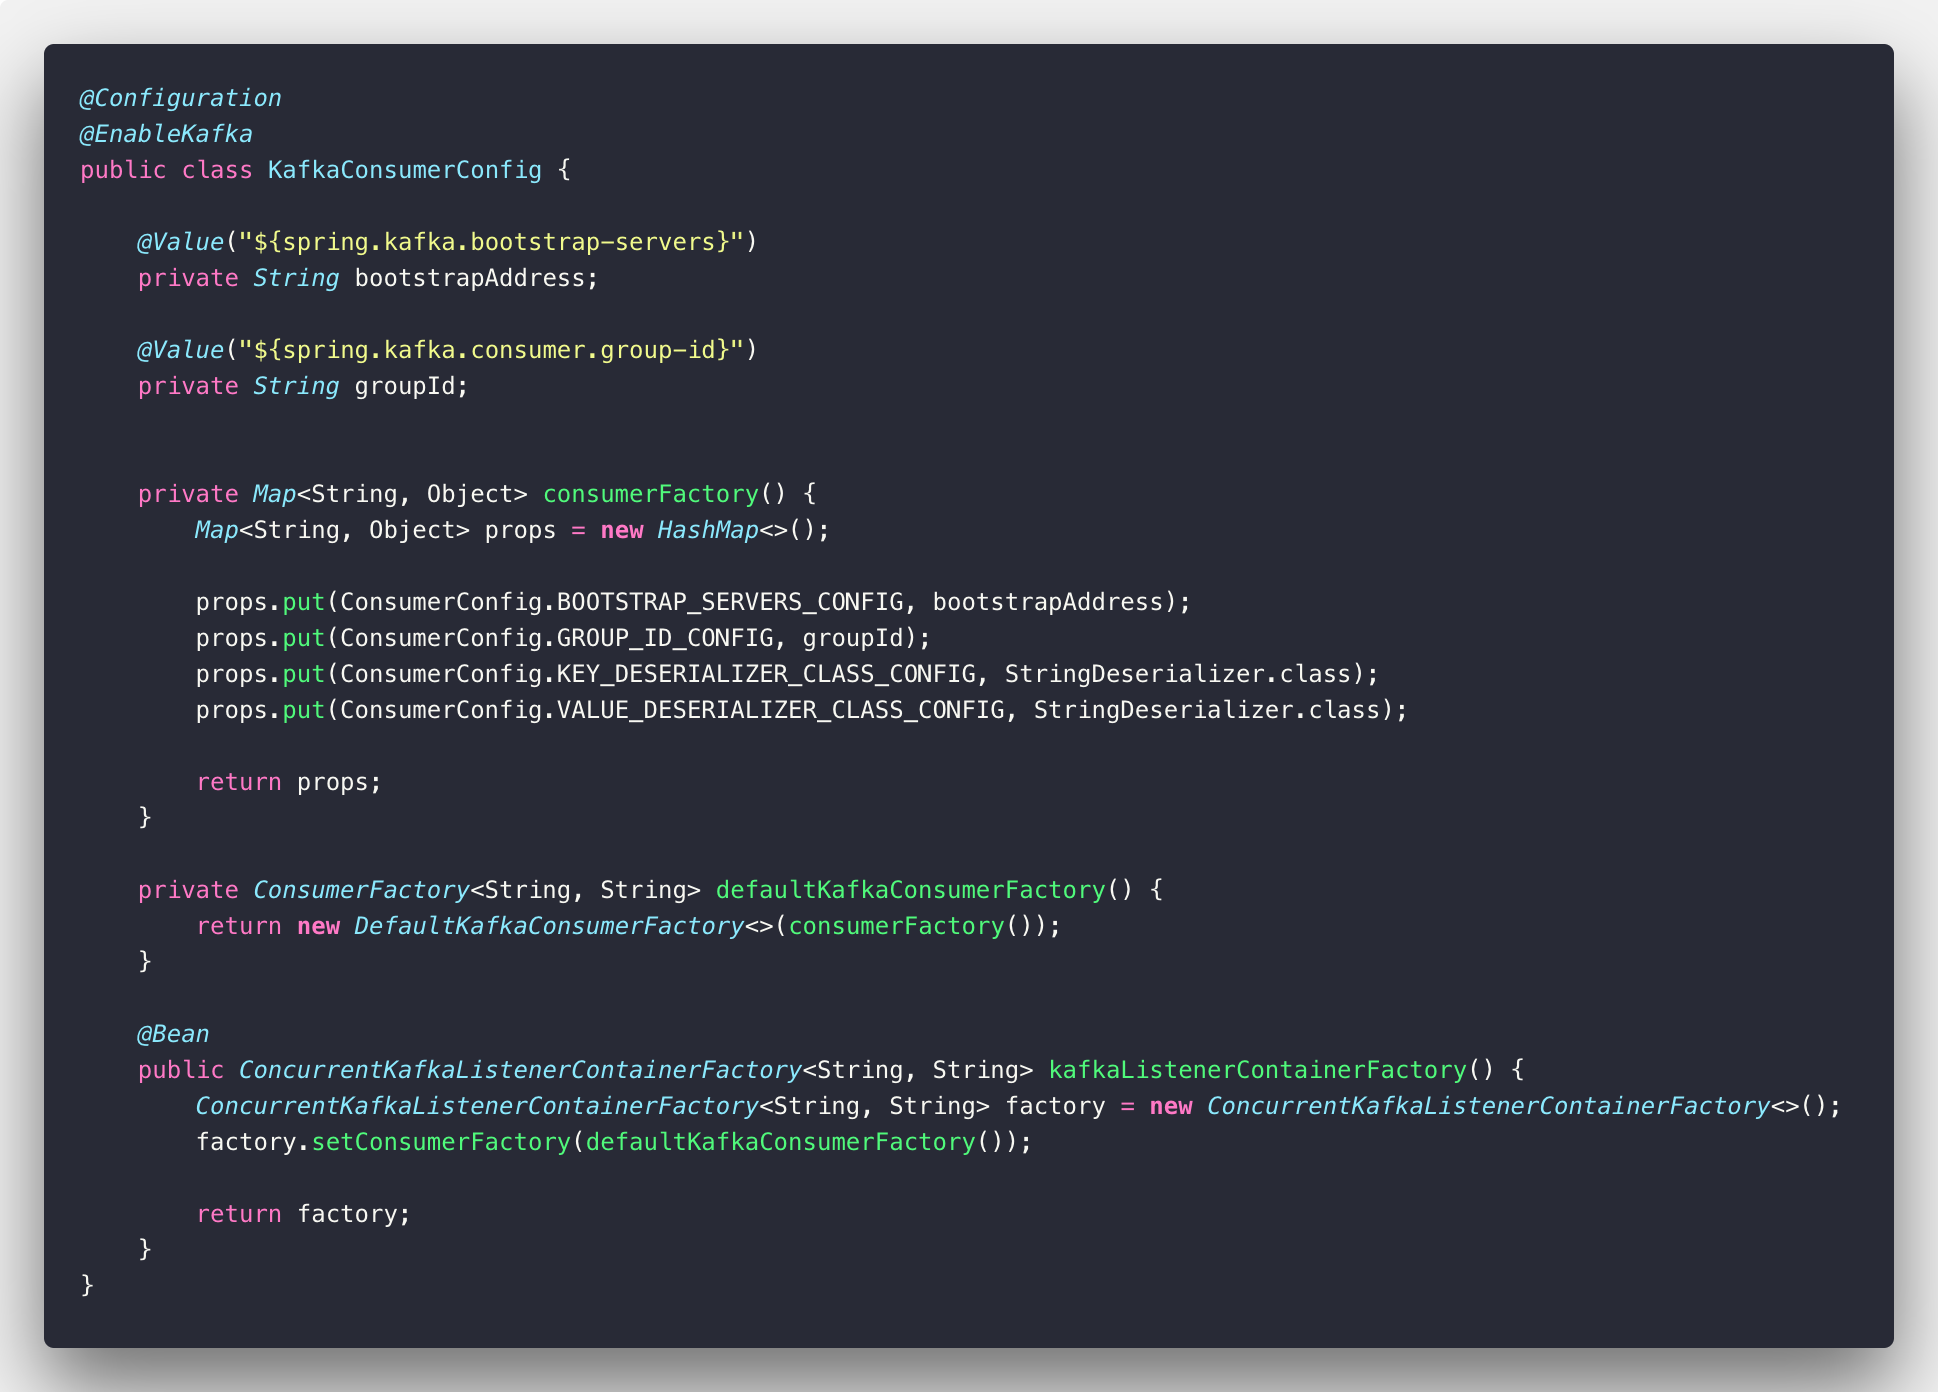 @Configuration
@EnableKafka
public class KafkaConsumerConfig {
@Value("${spring.kafka.bootstrap-servers}")
private String bootstrapAddress;
@Value("${spring.kafka.consumer.group-id}")
private String groupId;
private Map<String, Object> consumerFactory() {
Map<String, Object> props = new HashMap<>();
props.put(ConsumerConfig.BOOTSTRAP_SERVERS_CONFIG, bootstrapAddress);
props.put(ConsumerConfig.GROUP_ID_CONFIG, groupId);
props.put(ConsumerConfig.KEY_DESERIALIZER_CLASS_CONFIG, StringDeserializer.class);
props.put(ConsumerConfig.VALUE_DESERIALIZER_CLASS_CONFIG, StringDeserializer.class);
return props;
}
private ConsumerFactory<String, String> defaultKafkaConsumerFactory() {
return new DefaultKafkaConsumerFactory<>(consumerFactory());
}
@Bean
public ConcurrentKafkaListenerContainerFactory<String, String> kafkaListenerContainerFactory() {
ConcurrentKafkaListenerContainerFactory<String, String> factory = new ConcurrentKafkaListenerContainerFactory<>();
factory.setConsumerFactory(defaultKafkaConsumerFactory());
return factory;
}
}